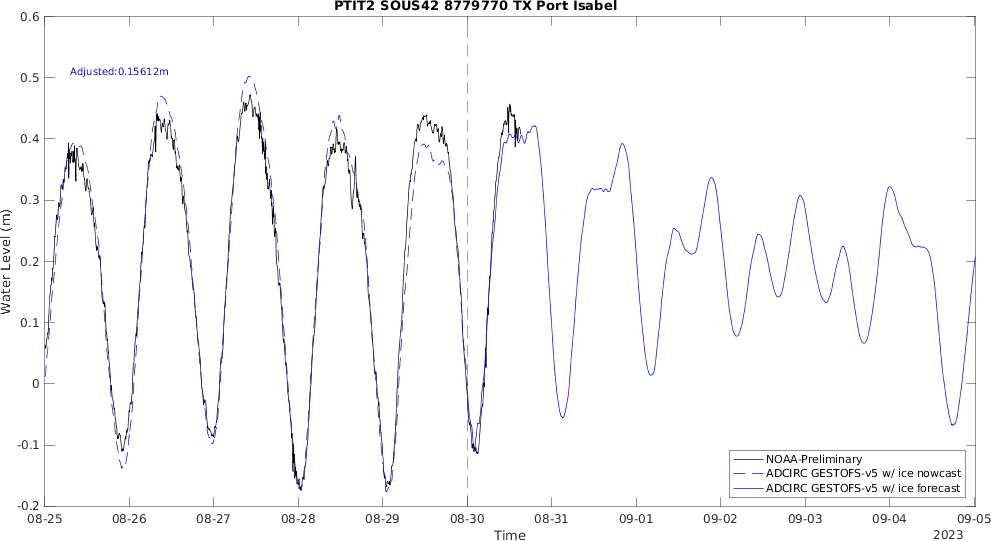 PTIT2 SOUS42 8779770 TX Port Isabel
Adjusted:0.15612m
Water Level (m)
0.6
0.5
0.4
0.3
0.2
0.1
0
-0.1
-0.2
NOAA-Preliminary
ADCIRC GESTOFS-v5 w/ ice nowcast
ADCIRC GESTOFS-v5 w/ ice forecast
08-25 08-26 08-27 08-28 08-29 08-30 08-31 09-01 09-02 09-03 09-04 09-05
Time
2023